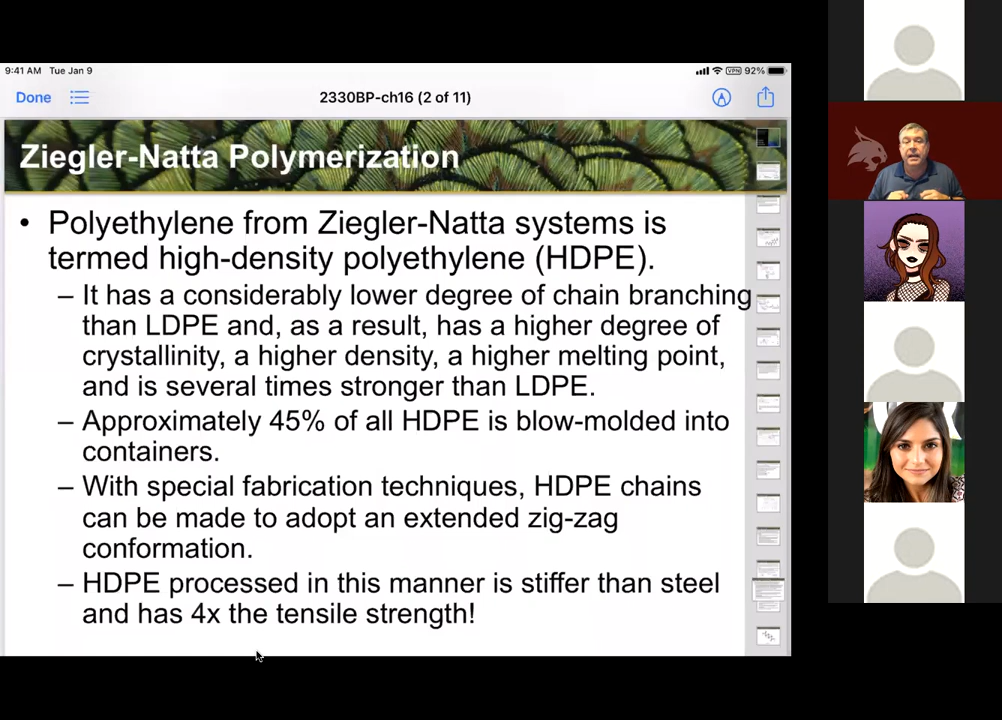 9:41 AM Tue Jan 9
VPN 92%
Done
2330BP-ch16 (2 of 11)
Ziegler-Natta Polymerization
• Polyethylene from Ziegler-Natta systems is
termed high-density polyethylene (HDPE).
– It has a considerably lower degree of chain branching
than LDPE and, as a result, has a higher degree of
crystallinity, a higher density, a higher melting point,
and is several times stronger than LDPE.
– Approximately 45% of all HDPE is blow-molded into
containers.
– With special fabrication techniques, HDPE chains
can be made to adopt an extended zig-zag
conformation.
– HDPE processed in this manner is stiffer than steel
and has 4x the tensile strength!